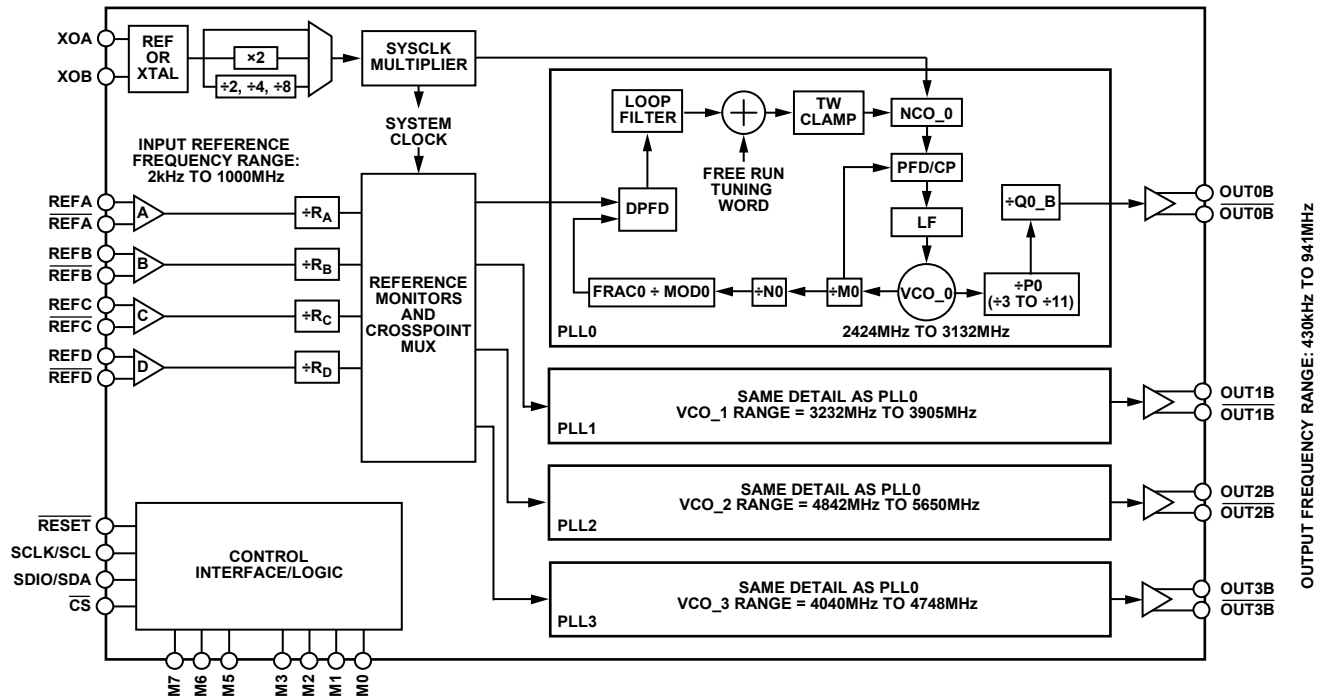 XOA
XOB
REF
OR
XTAL
×2
÷2, ÷4, ÷8
SYSCLK
MULTIPLIER
SYSTEM
CLOCK
INPUT REFERENCE
FREQUENCY RANGE:
2kHz TO 1000MHz
REFA
REFA
A
÷RA
REFB
REFB
B
÷RB
REFC
REFC
C
÷RC
REFD
REFD
D
÷RD
REFERENCE
MONITORS
AND
CROSSPOINT
MUX
LOOP
FILTER
FREE RUN
TUNING
WORD
TW
CLAMP
NCO_0
PFD/CP
LF
VCO_0
DPFD
FRAC0 ÷ MOD0
÷N0
÷M0
÷P0
(÷3 TO ÷11)
÷Q0_B
PLL0
2424MHz TO 3132MHz
OUT0B
OUT0B
SAME DETAIL AS PLL0
VCO_1 RANGE = 3232MHz TO 3905MHz
PLL1
OUT1B
OUT1B
SAME DETAIL AS PLL0
VCO_2 RANGE = 4842MHz TO 5650MHz
PLL2
OUT2B
OUT2B
SAME DETAIL AS PLL0
VCO_3 RANGE = 4040MHz TO 4748MHz
PLL3
OUT3B
OUT3B
OUTPUT FREQUENCY RANGE: 430kHz TO 941MHz
RESET
SCLK/SCL
SDIO/SDA
CS
CONTROL
INTERFACE/LOGIC
M7
M6
M5
M3
M2
M1
M0